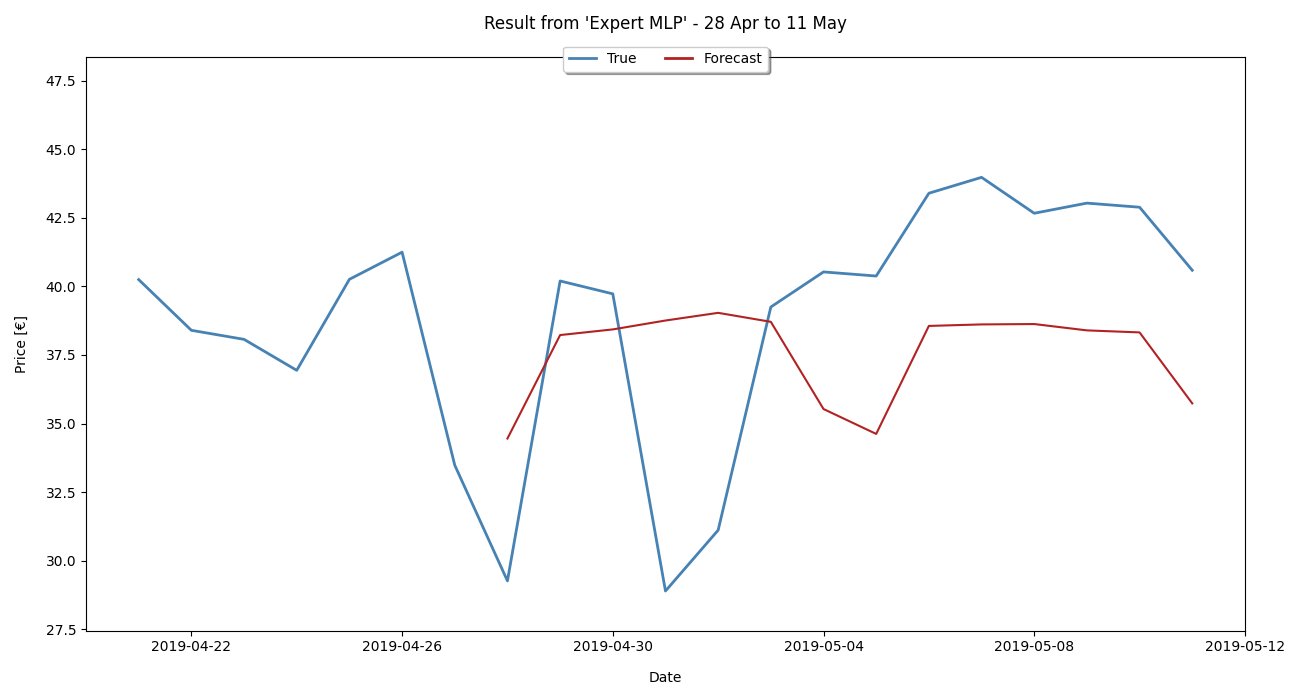 Result from 'Expert MLP' - 28 Apr to 11 May
True Forecast
47.5
45.0
42.5
40.0
37.5
35.0
32.5
30.0
27.5
Price [€]
2019-04-22 2019-04-26 2019-04-30 2019-05-04 2019-05-08 2019-05-12
Date